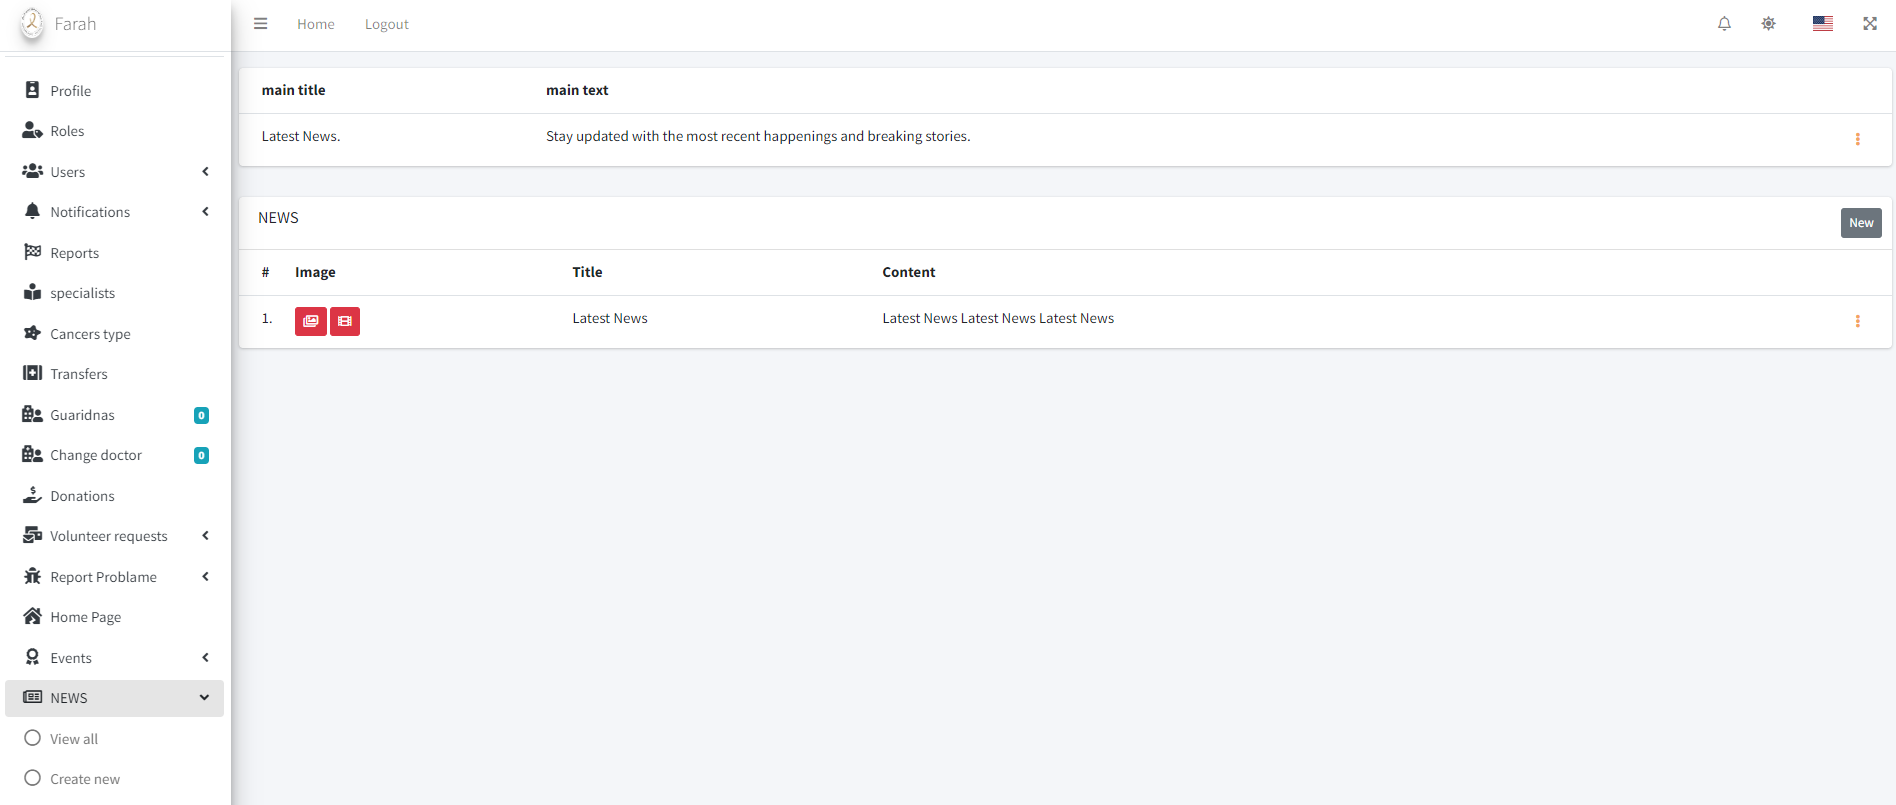 Farah
Home Logout
Profile
Roles
Users
Notifications
Reports
specialists
Cancers type
Transfers
Guaridnas 0
Change doctor 0
Donations
Volunteer requests
Report Problame
Home Page
Events
NEWS
View all
Create new
main title main text
Latest News. Stay updated with the most recent happenings and breaking stories.
NEWS New
# Image Title Content
1. Latest News Latest News Latest News Latest News